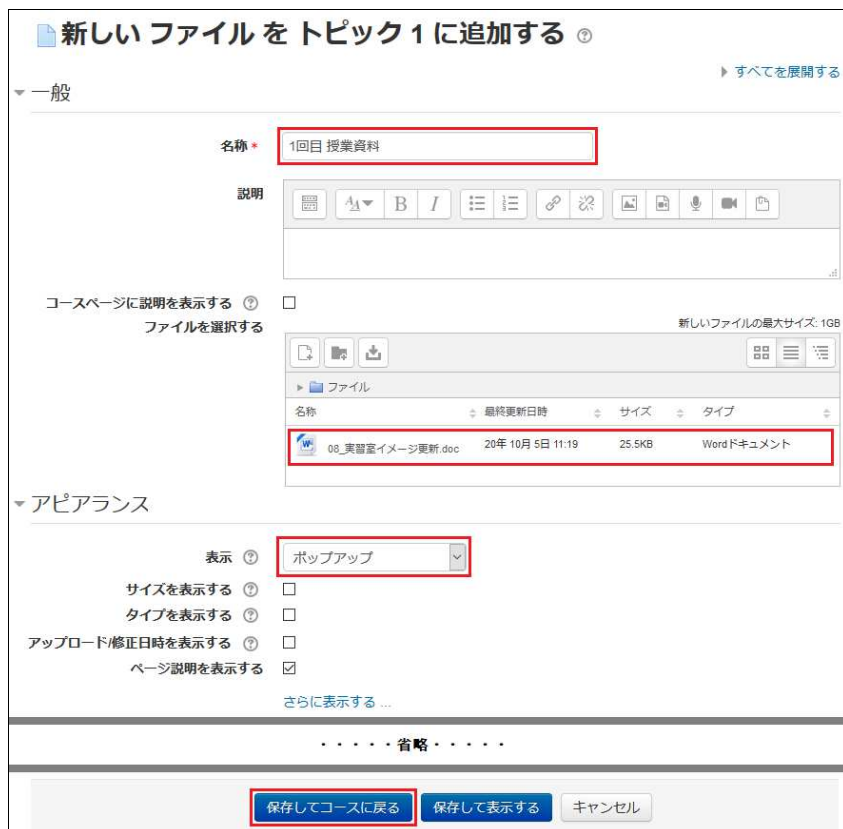 新しい ファイル を トピック 1 に追加する
すべてを展開する
一般
名称
1回目 授業資料
説明
B I
コースページに説明を表示する
ファイルを選択する
新しいファイルの最大サイズ: 1GB
ファイル
名称 最終更新日時 サイズ タイプ
08_実習室イメージ更新.doc 20年 10月 5日 11:19 25.5KB Wordドキュメント
アピアランス
表示 ポップアップ
サイズを表示する
タイプを表示する
アップロード/修正日時を表示する
ページ説明を表示する
さらに表示する ...
・・・・・省略・・・・・
保存してコースに戻る 保存して表示する キャンセル